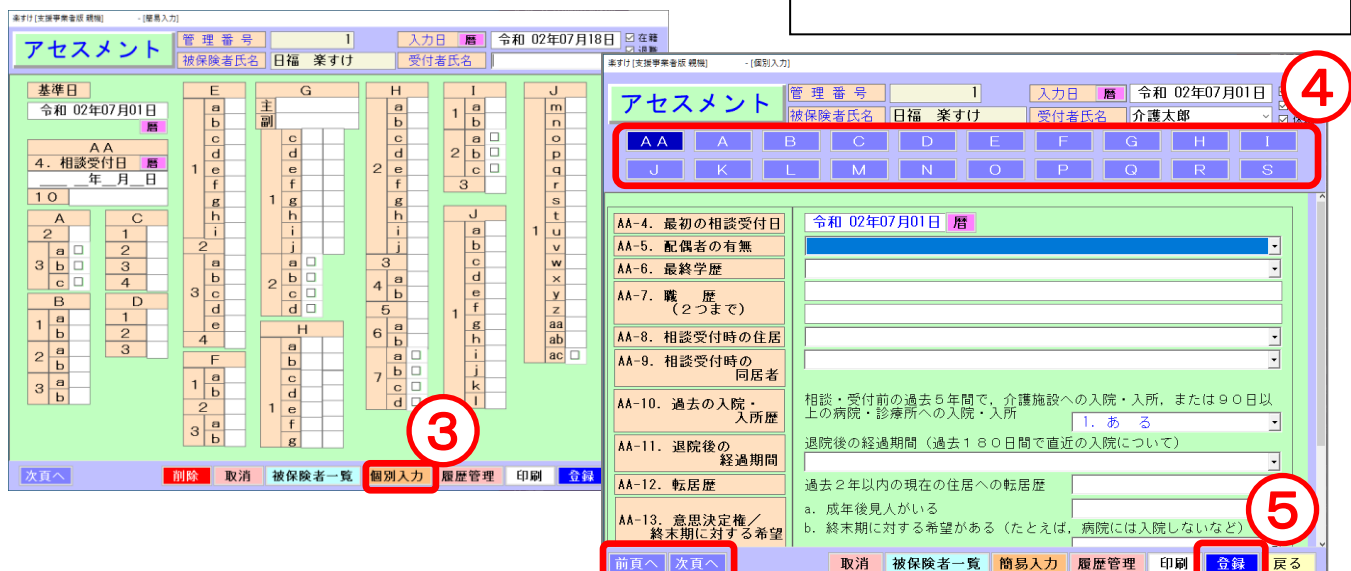 楽すけ[支援事業者版 親機] -[簡易入力]
アセスメント
管 理 番 号 1 入力日 暦 令和 02年07月18日 在籍
被保険者氏名 日福 楽すけ 受付者氏名
基準日
令和 02年07月01日
暦
AA
4．相談受付日 暦
__ __年__月__日
10
A
2
3 a b c
B
1 a b
2 a b
3 a b
C
1
2
3
4
D
1
2
3
E
1 a b c d e f g h i
2
3 a b c d e
4
F
1 a b
2
3 a b
G
主
副
1 c d e f g h i j
2 a b c d
H
1 a b c d e f g
H
2 a b c d e f g h i j
3
4 a b
5
6 a b
7 a b c d
I
1 a b
2 a b c
3
J
1 a b c d e f g h i j k l
J
1 m n o p q r s t u v w x y z aa ab ac
③
次頁へ 削除 取消 被保険者一覧 個別入力 履歴管理 印刷 登録
楽すけ[支援事業者版 親機] -[個別入力]
アセスメント
管 理 番 号 1 入力日 暦 令和 02年07月01日
被保険者氏名 日福 楽すけ 受付者氏名 介護太郎
④
AA A B C D E F G H I
J K L M N O P Q R S
AA-4. 最初の相談受付日 令和 02年07月01日 暦
AA-5. 配偶者の有無
AA-6. 最終学歴
AA-7. 職 歴
（２つまで）
AA-8. 相談受付時の住居
AA-9. 相談受付時の
同居者
AA-10. 過去の入院・
入所歴
相談・受付前の過去５年間で，介護施設への入院・入所，または９０日以
上の病院・診療所への入院・入所
1. あ る
AA-11. 退院後の
経過期間
退院後の経過期間（過去１８０日間で直近の入院について）
AA-12. 転居歴 過去２年以内の現在の住居への転居歴
AA-13. 意思決定権／
終末期に対する希望
a. 成年後見人がいる
b. 終末期に対する希望がある（たとえば，病院には入院しないなど）
⑤
前頁へ 次頁へ 取消 被保険者一覧 簡易入力 履歴管理 印刷 登録 戻る